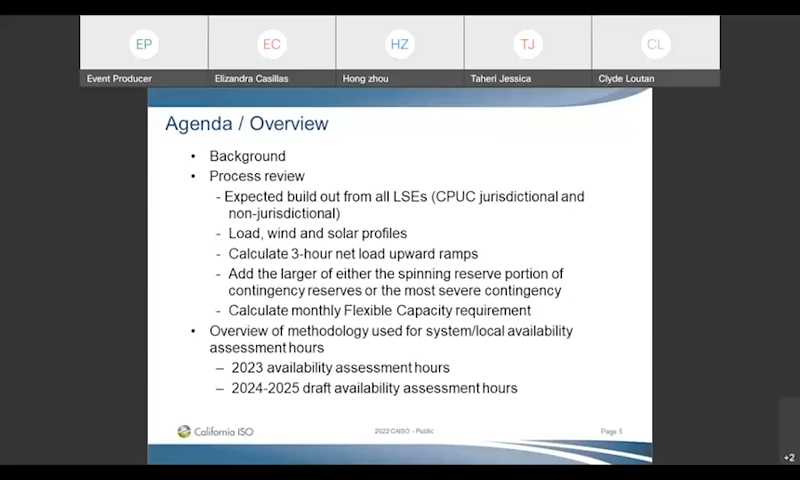 EP
EC
HZ
TJ
CL
Event Producer
Elizandra Casillas
Hong zhou
Taheri Jessica
Clyde Loutan
Agenda / Overview
• Background
• Process review
- Expected build out from all LSEs (CPUC jurisdictional and
non-jurisdictional)
- Load, wind and solar profiles
- Calculate 3-hour net load upward ramps
- Add the larger of either the spinning reserve portion of
contingency reserves or the most severe contingency
- Calculate monthly Flexible Capacity requirement
• Overview of methodology used for system/local availability
assessment hours
– 2023 availability assessment hours
– 2024-2025 draft availability assessment hours
California ISO
2022 CAISO - Public
Page 3
+2